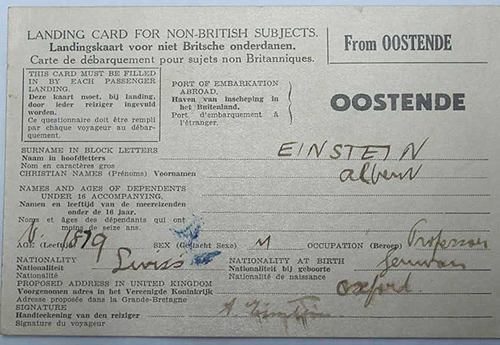 LANDING CARD FOR NON-BRITISH SUBJECTS.
Landingskaart voor niet Britsche onderdanen.
Carte de débarquement pour sujets non Britanniques.
From OOSTENDE
THIS CARD MUST BE FILLED
IN BY EACH PASSENGER
LANDING.
Deze kaart moet, bij landing,
door ieder reiziger ingevuld
worden.
Ce questionnaire doit être rempli
par chaque voyageur au débar-
quement.
PORT OF EMBARKATION
ABROAD.
Haven van inscheping in
het Buitenland.
Port d'embarquement à
l'étranger.
OOSTENDE
SURNAME IN BLOCK LETTERS EINSTEIN
Naam in hoofdletters
Nom en caractères gros
CHRISTIAN NAMES (Prénoms) Voornamen Albert
NAMES AND AGES OF DEPENDENTS
UNDER 16 ACCOMPANYING.
Namen en leeftijd van de meereizenden
onder de 16 jaar.
Noms et âges des dépendants qui ont
moins de seize ans.
AGE (Leeftijd) 1879 SEX (Geslacht Sexe) M OCCUPATION (Beroep) Professor
NATIONALITY Swiss NATIONALITY AT BIRTH German
Nationaliteit Nationaliteit bij geboorte
Nationalité Nationalité de naissance
PROPOSED ADDRESS IN UNITED KINGDOM Oxford
Voorgenomen adres in het Vereenigde Koninkrijk
Adresse proposée dans la Grande-Bretagne
SIGNATURE A. Einstein
Handteekening van den reiziger
Signature du voyageur